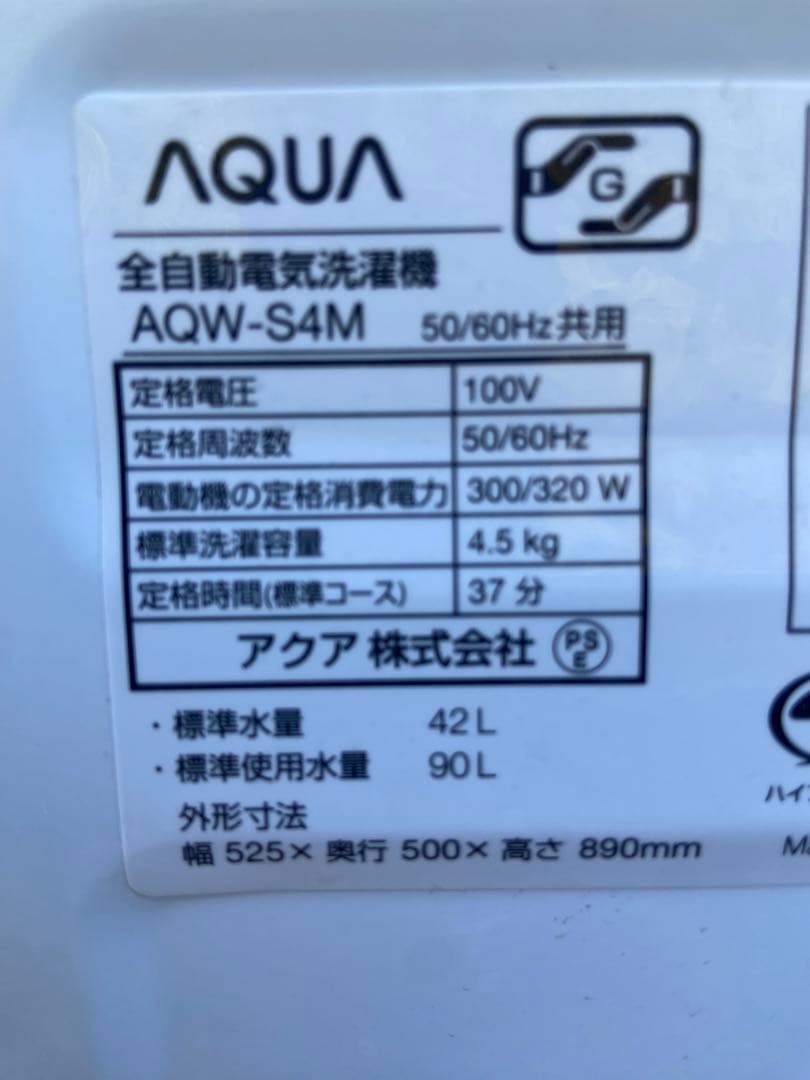 AQUA
G
全自動電気洗濯機
AQW-S4M 50/60Hz共用
定格電圧 100V
定格周波数 50/60Hz
電動機の定格消費電力 300/320 W
標準洗濯容量 4.5 kg
定格時間(標準コース) 37 分
アクア 株式会社 PSE
・標準水量 42L
・標準使用水量 90L
外形寸法
幅 525× 奥行 500× 高さ 890mm